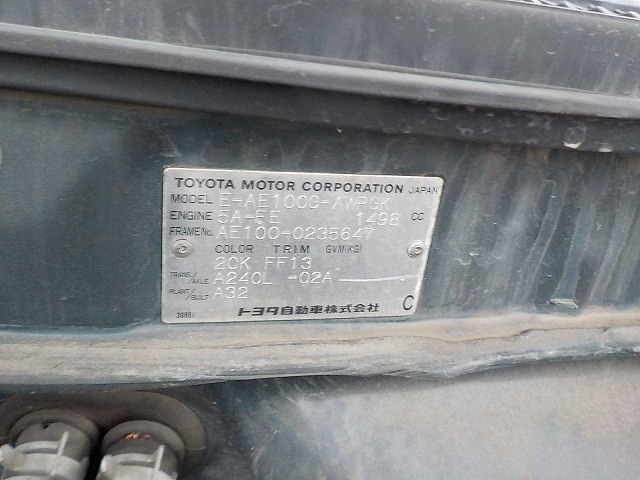 TOYOTA MOTOR CORPORATION JAPAN
MODEL E-AE100G-AWPGK
ENGINE 5A-FE 1498 CC
FRAME No. AE100-0235647
COLOR TRIM GVM(KG)
2CK FF13
TRANS./AXLE A240L -02A
PLANT/BUILT A32
トヨタ自動車株式会社 C